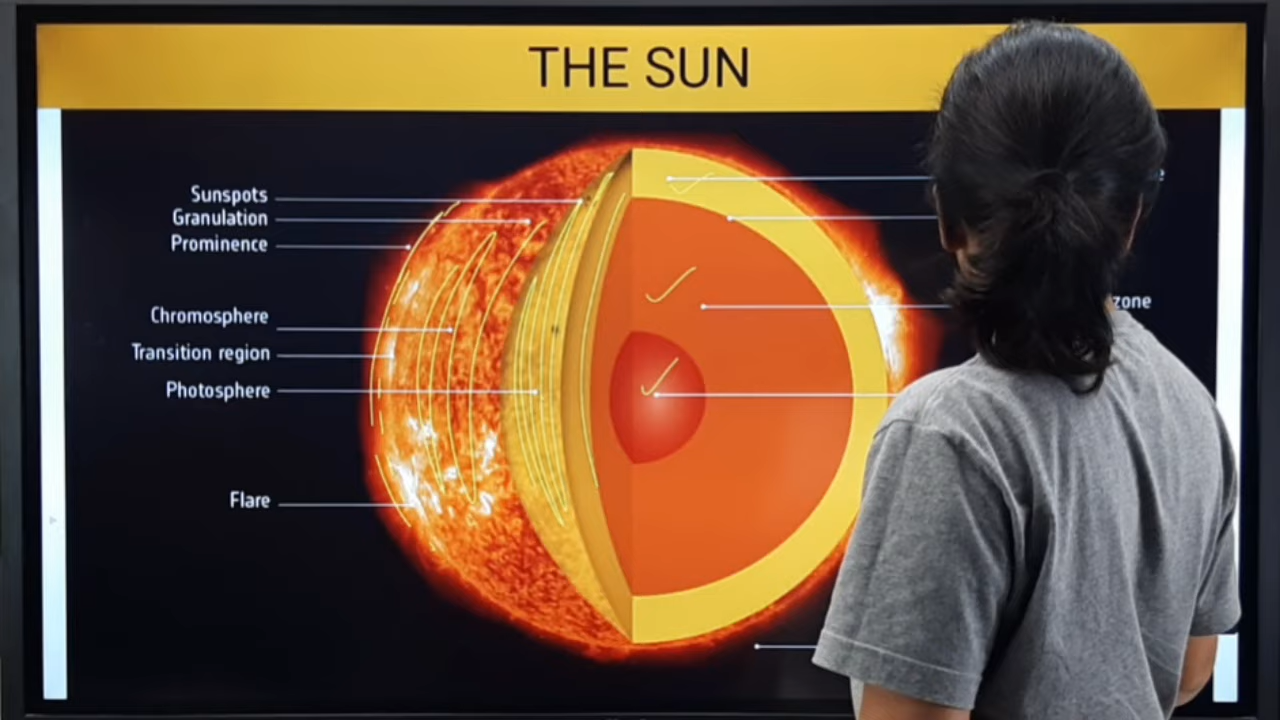 THE SUN
Sunspots
Granulation
Prominence
Chromosphere
Transition region
Photosphere
Flare
zone